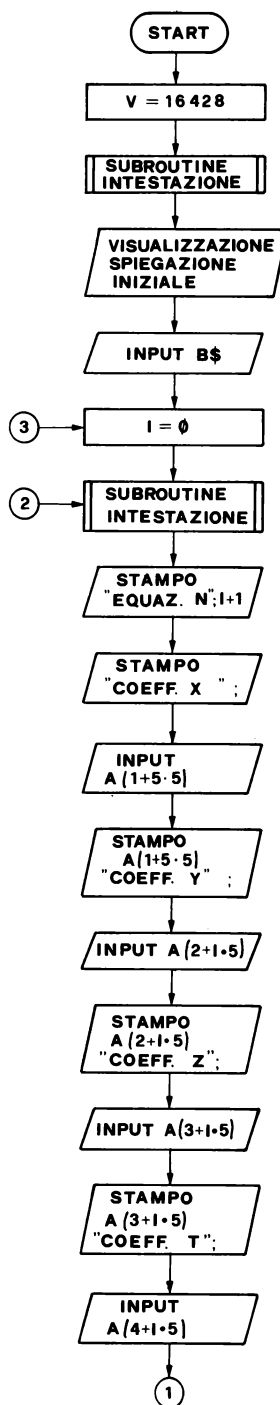 START
V = 16428
SUBROUTINE
INTESTAZIONE
VISUALIZZAZIONE
SPIEGAZIONE
INIZIALE
INPUT B$
3
I = 0
2
SUBROUTINE
INTESTAZIONE
STAMPO
"EQUAZ. N";I+1
STAMPO
"COEFF. X " ;
INPUT
A(1+5·5)
STAMPO
A(1+5·5)
"COEFF. Y" ;
INPUT A(2+I•5)
STAMPO
A(2+I•5)
"COEFF. Z";
INPUT A(3+I•5)
STAMPO
A(3+I•5)
"COEFF. T";
INPUT
A(4+I•5)
1